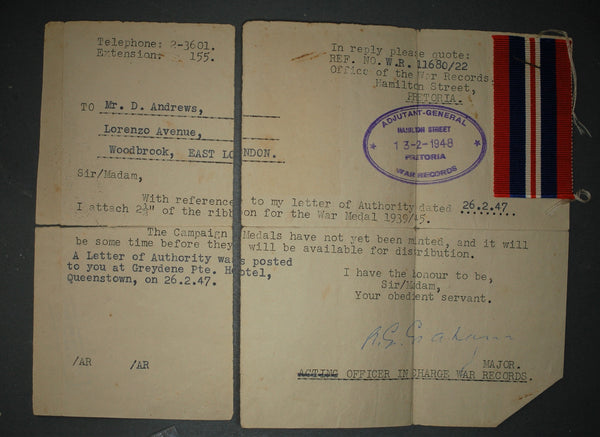 Telephone: 2-3601.
Extension: 155.
In reply please quote:
REF. NO. W.R. 11680/22
Office of the War Records.
Hamilton Street,
PRETORIA.
TO Mr. D. Andrews,
Lorenzo Avenue,
Woodbrook, EAST LONDON.
ADJUTANT-GENERAL
HAMILTON STREET
13-2-1948
PRETORIA
WAR RECORDS
Sir/Madam,
With reference to my letter of Authority dated 26.2.47
I attach 2½" of the ribbon for the War Medal 1939/45.
The Campaign Medals have not yet been minted, and it will
be some time before they will be available for distribution.
A Letter of Authority was posted
to you at Greydene Pte. Hotel,
Queenstown, on 26.2.47.
I have the honour to be,
Sir/Madam,
Your obedient servant.
A.G. Graham
MAJOR.
ACTING OFFICER IN CHARGE WAR RECORDS.
/AR /AR